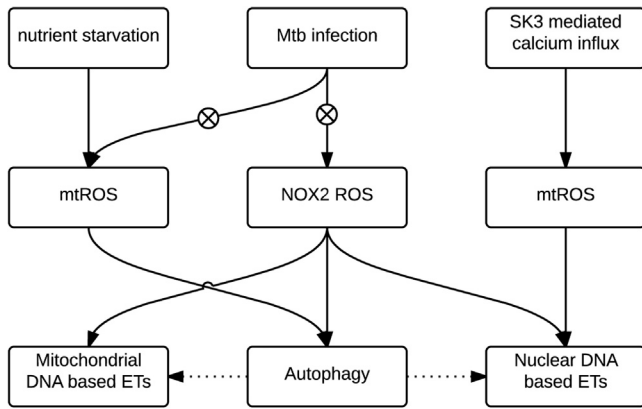 nutrient starvation
Mtb infection
SK3 mediated
calcium influx
mtROS
NOX2 ROS
mtROS
Mitochondrial
DNA based ETs
Autophagy
Nuclear DNA
based ETs